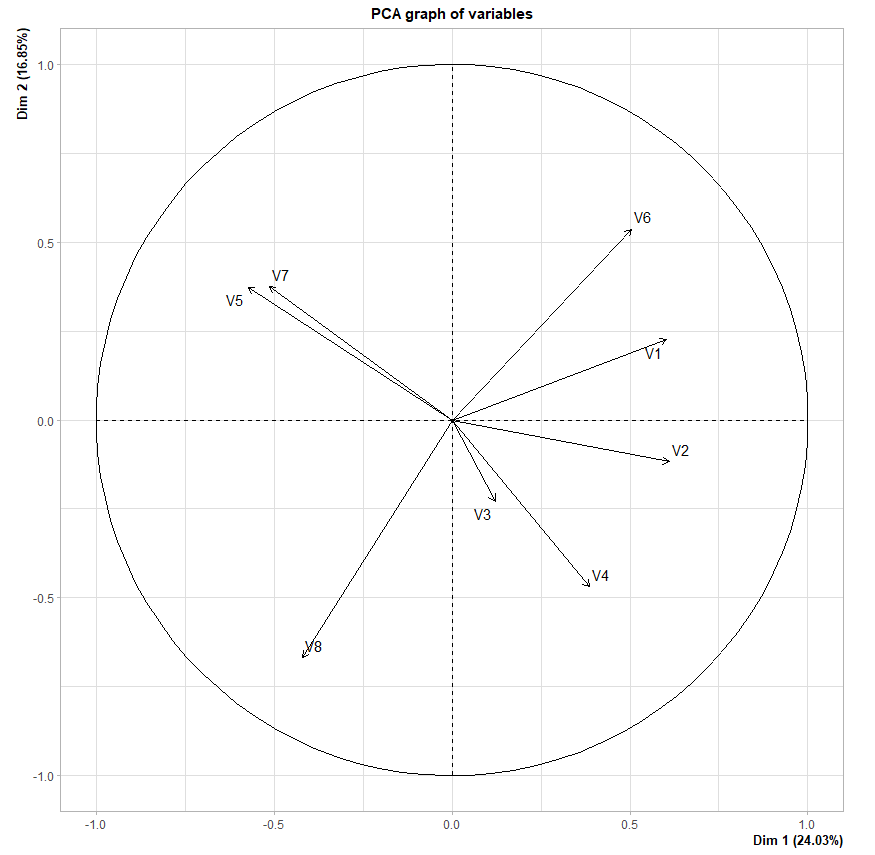 PCA graph of variables
Dim 2 (16.85%)
1.0
0.5
0.0
-0.5
-1.0
V6
V7
V5
V1
V2
V3
V4
V8
-1.0
-0.5
0.0
0.5
1.0
Dim 1 (24.03%)